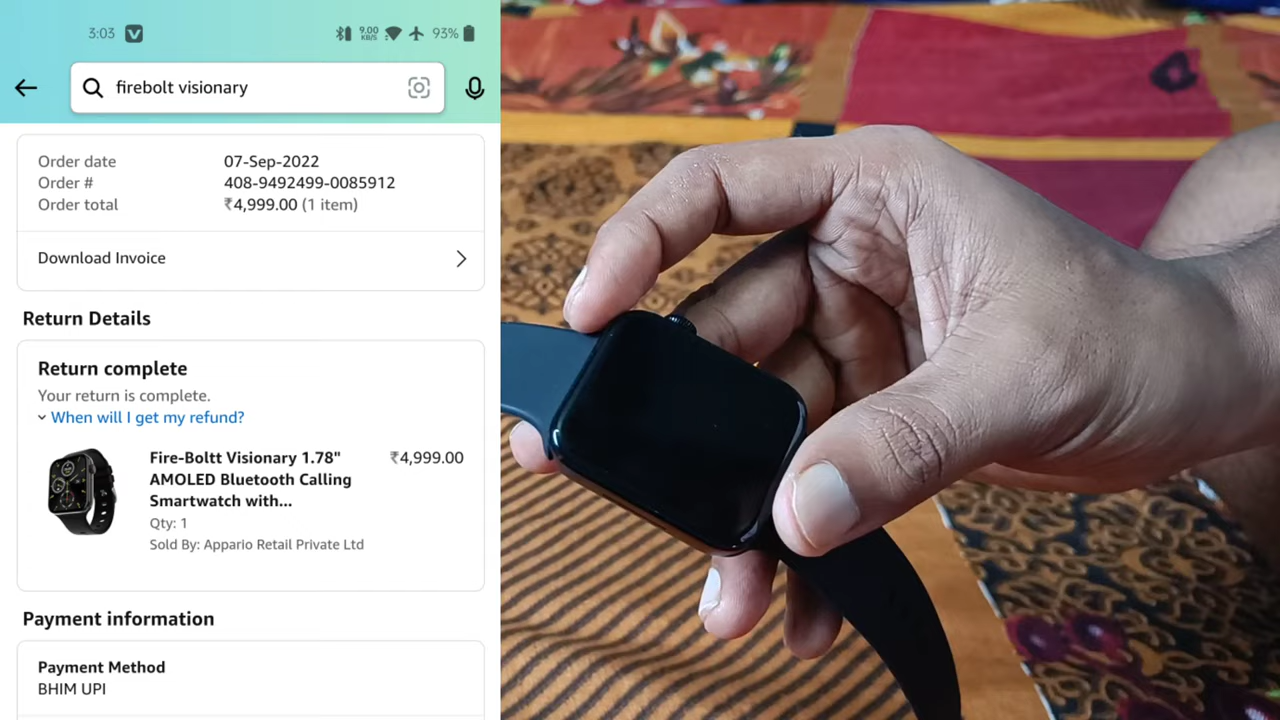 3:03
9.00
KB/S
93%
firebolt visionary
Order date 07-Sep-2022
Order # 408-9492499-0085912
Order total ₹4,999.00 (1 item)
Download Invoice
Return Details
Return complete
Your return is complete.
When will I get my refund?
Fire-Boltt Visionary 1.78" ₹4,999.00
AMOLED Bluetooth Calling
Smartwatch with...
Qty: 1
Sold By: Appario Retail Private Ltd
Payment information
Payment Method
BHIM UPI